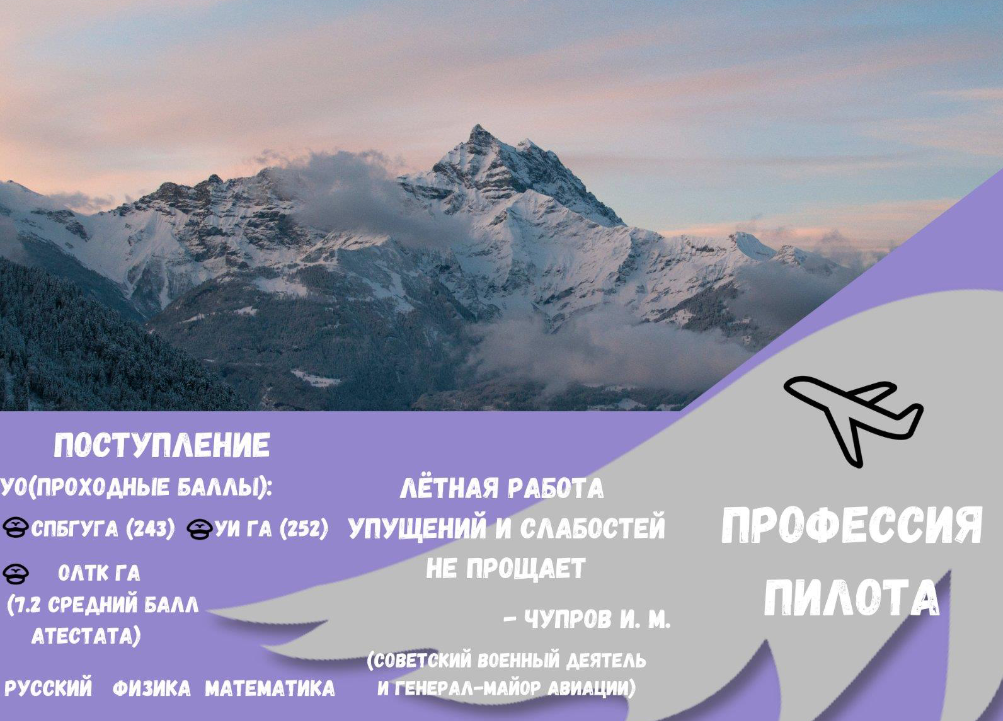 ПОСТУПЛЕНИЕ
УО(ПРОХОДНЫЕ БАЛЛЫ):
СПБГУГА (243) УИ ГА (252)
ОЛТК ГА
(7.2 СРЕДНИЙ БАЛЛ
АТЕСТАТА)
РУССКИЙ ФИЗИКА МАТЕМАТИКА
ЛЁТНАЯ РАБОТА
УПУЩЕНИЙ И СЛАБОСТЕЙ
НЕ ПРОЩАЕТ
- ЧУПРОВ И. М.
(СОВЕТСКИЙ ВОЕННЫЙ ДЕЯТЕЛЬ
И ГЕНЕРАЛ-МАЙОР АВИАЦИИ)
ПРОФЕССИЯ
ПИЛОТА